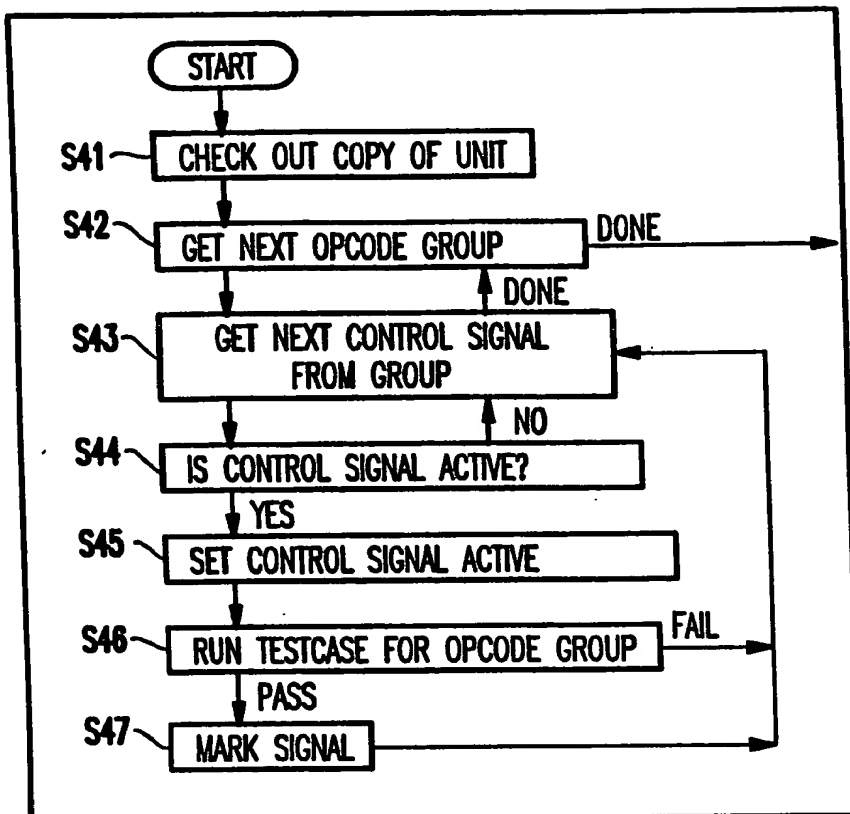 START
S41 CHECK OUT COPY OF UNIT
S42 GET NEXT OPCODE GROUP DONE
DONE
S43 GET NEXT CONTROL SIGNAL
FROM GROUP
NO
S44 IS CONTROL SIGNAL ACTIVE?
YES
S45 SET CONTROL SIGNAL ACTIVE
S46 RUN TESTCASE FOR OPCODE GROUP FAIL
PASS
S47 MARK SIGNAL